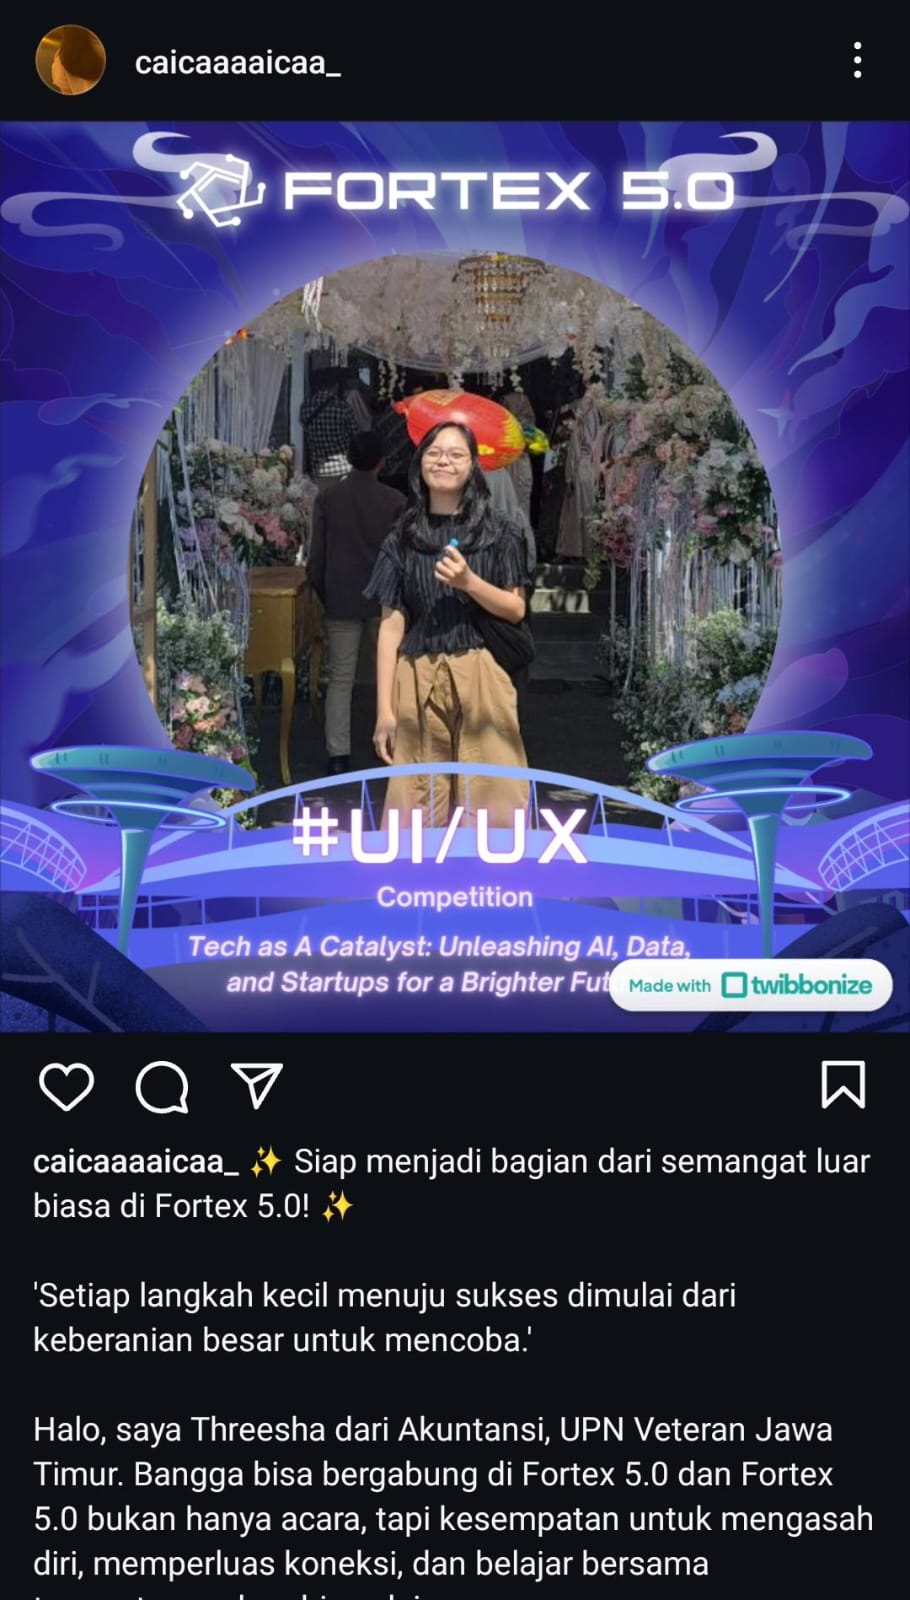 caicaaaaicaa_
FORTEX 5.0
#UI/UX
Competition
Tech as A Catalyst: Unleashing AI, Data,
and Startups for a Brighter Fut
Made with twibbonize
caicaaaaicaa_ ✨ Siap menjadi bagian dari semangat luar
biasa di Fortex 5.0! ✨
'Setiap langkah kecil menuju sukses dimulai dari
keberanian besar untuk mencoba.'
Halo, saya Threesha dari Akuntansi, UPN Veteran Jawa
Timur. Bangga bisa bergabung di Fortex 5.0 dan Fortex
5.0 bukan hanya acara, tapi kesempatan untuk mengasah
diri, memperluas koneksi, dan belajar bersama